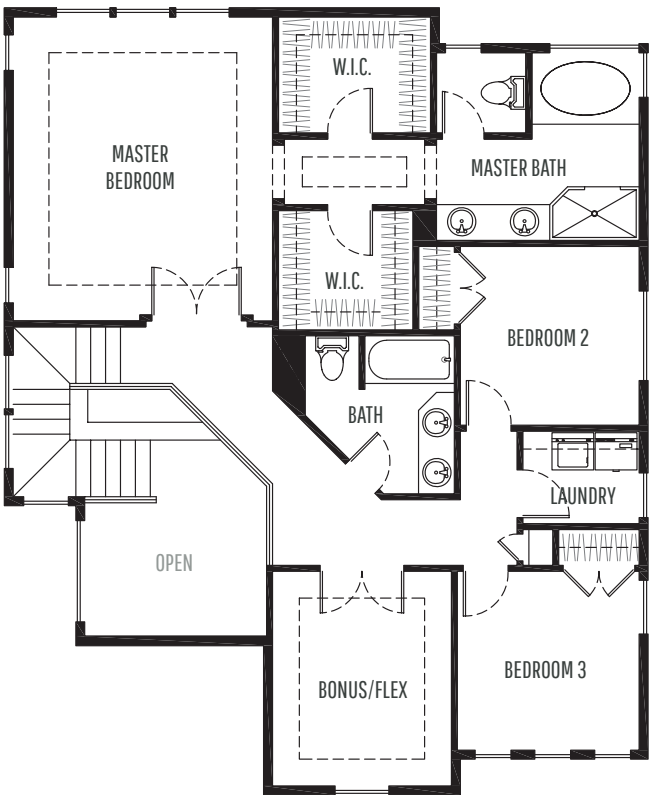 W.I.C.
MASTER
BEDROOM
MASTER BATH
W.I.C.
BEDROOM 2
BATH
LAUNDRY
OPEN
BEDROOM 3
BONUS/FLEX